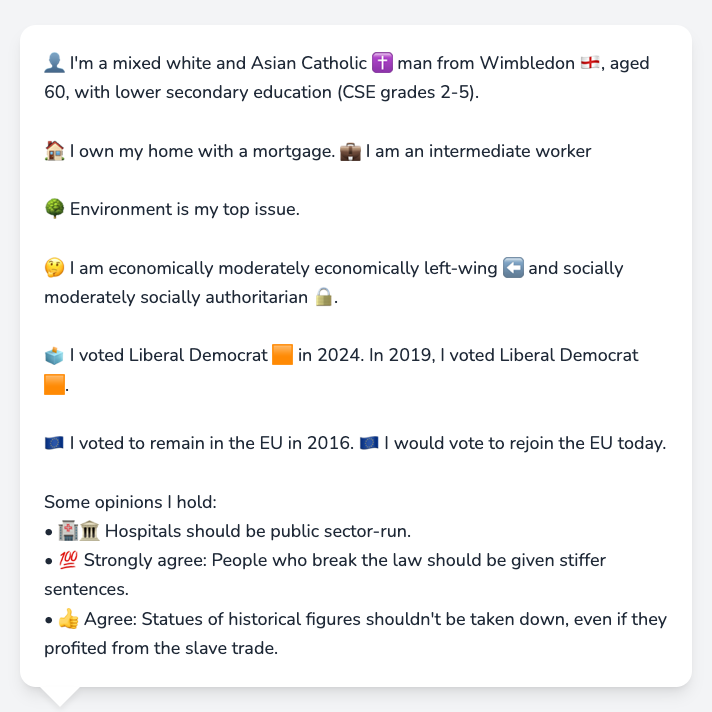 👤 I'm a mixed white and Asian Catholic ✝️ man from Wimbledon 🏴󠁧󠁢󠁥󠁮󠁧󠁿, aged
60, with lower secondary education (CSE grades 2-5).
🏠 I own my home with a mortgage. 💼 I am an intermediate worker
🌳 Environment is my top issue.
🤔 I am economically moderately economically left-wing ⬅️ and socially
moderately socially authoritarian 🔒.
🗳️ I voted Liberal Democrat 🟧 in 2024. In 2019, I voted Liberal Democrat
🟧.
🇪🇺 I voted to remain in the EU in 2016. 🇪🇺 I would vote to rejoin the EU today.
Some opinions I hold:
• 🏥🏛️ Hospitals should be public sector-run.
• 💯 Strongly agree: People who break the law should be given stiffer
sentences.
• 👍 Agree: Statues of historical figures shouldn't be taken down, even if they
profited from the slave trade.